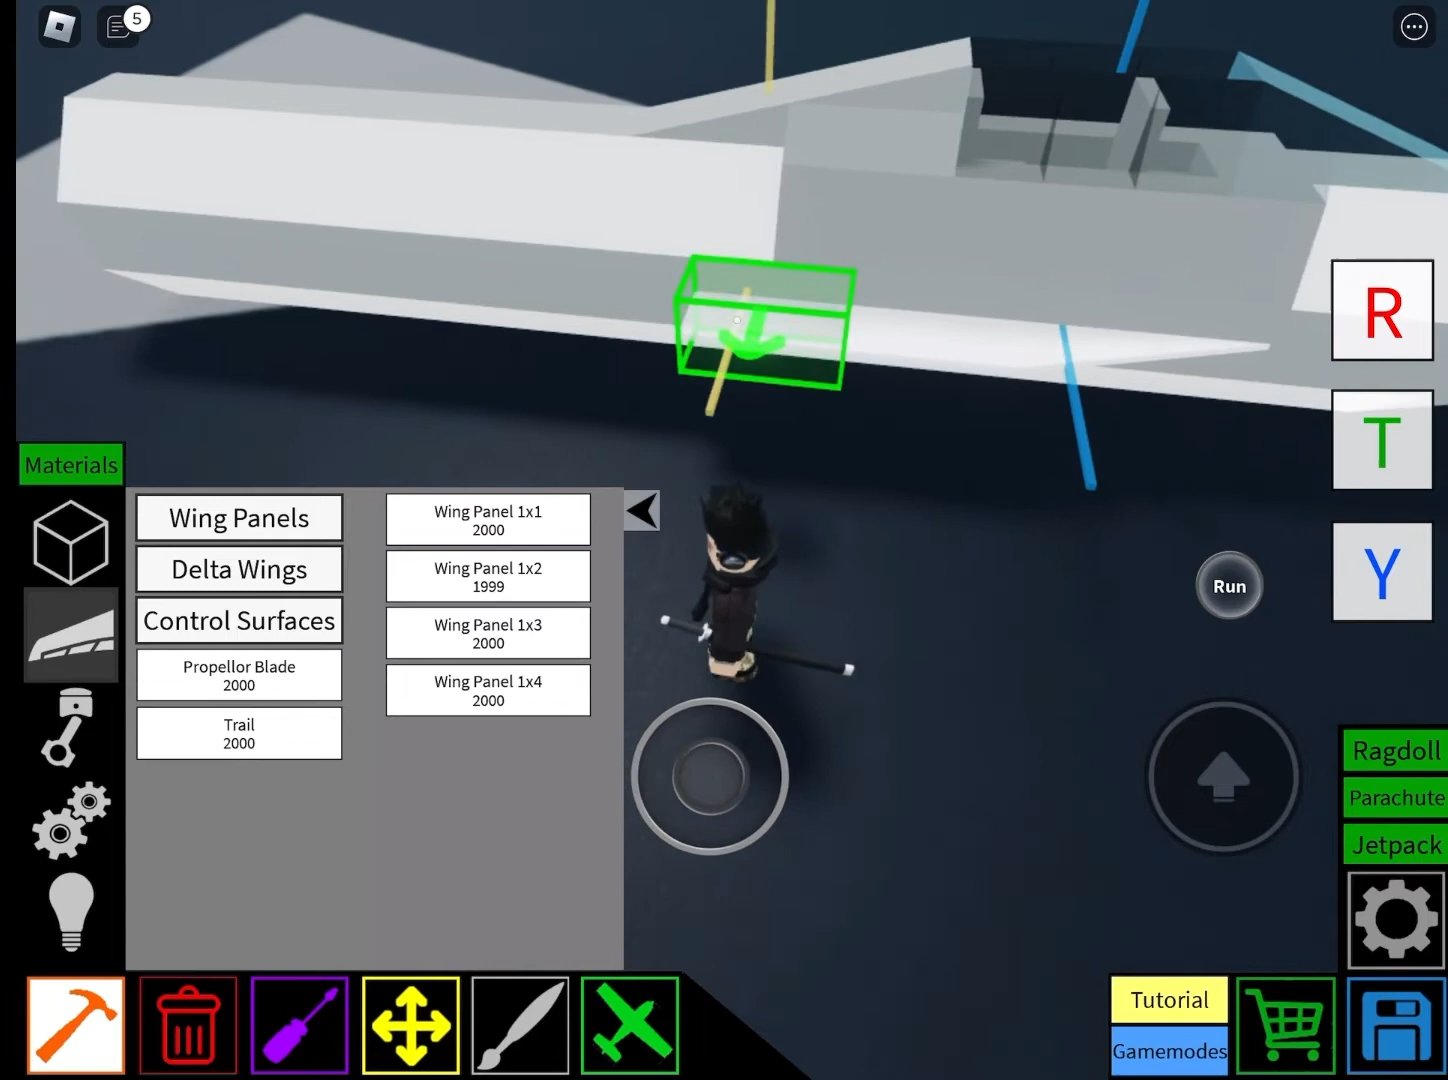 5
R
Materials
T
Wing Panels
Wing Panel 1x1
2000
Delta Wings
Wing Panel 1x2
1999
Run
Y
Control Surfaces
Wing Panel 1x3
2000
Propellor Blade
2000
Wing Panel 1x4
2000
Trail
2000
Ragdoll
Parachute
Jetpack
Tutorial
Gamemodes